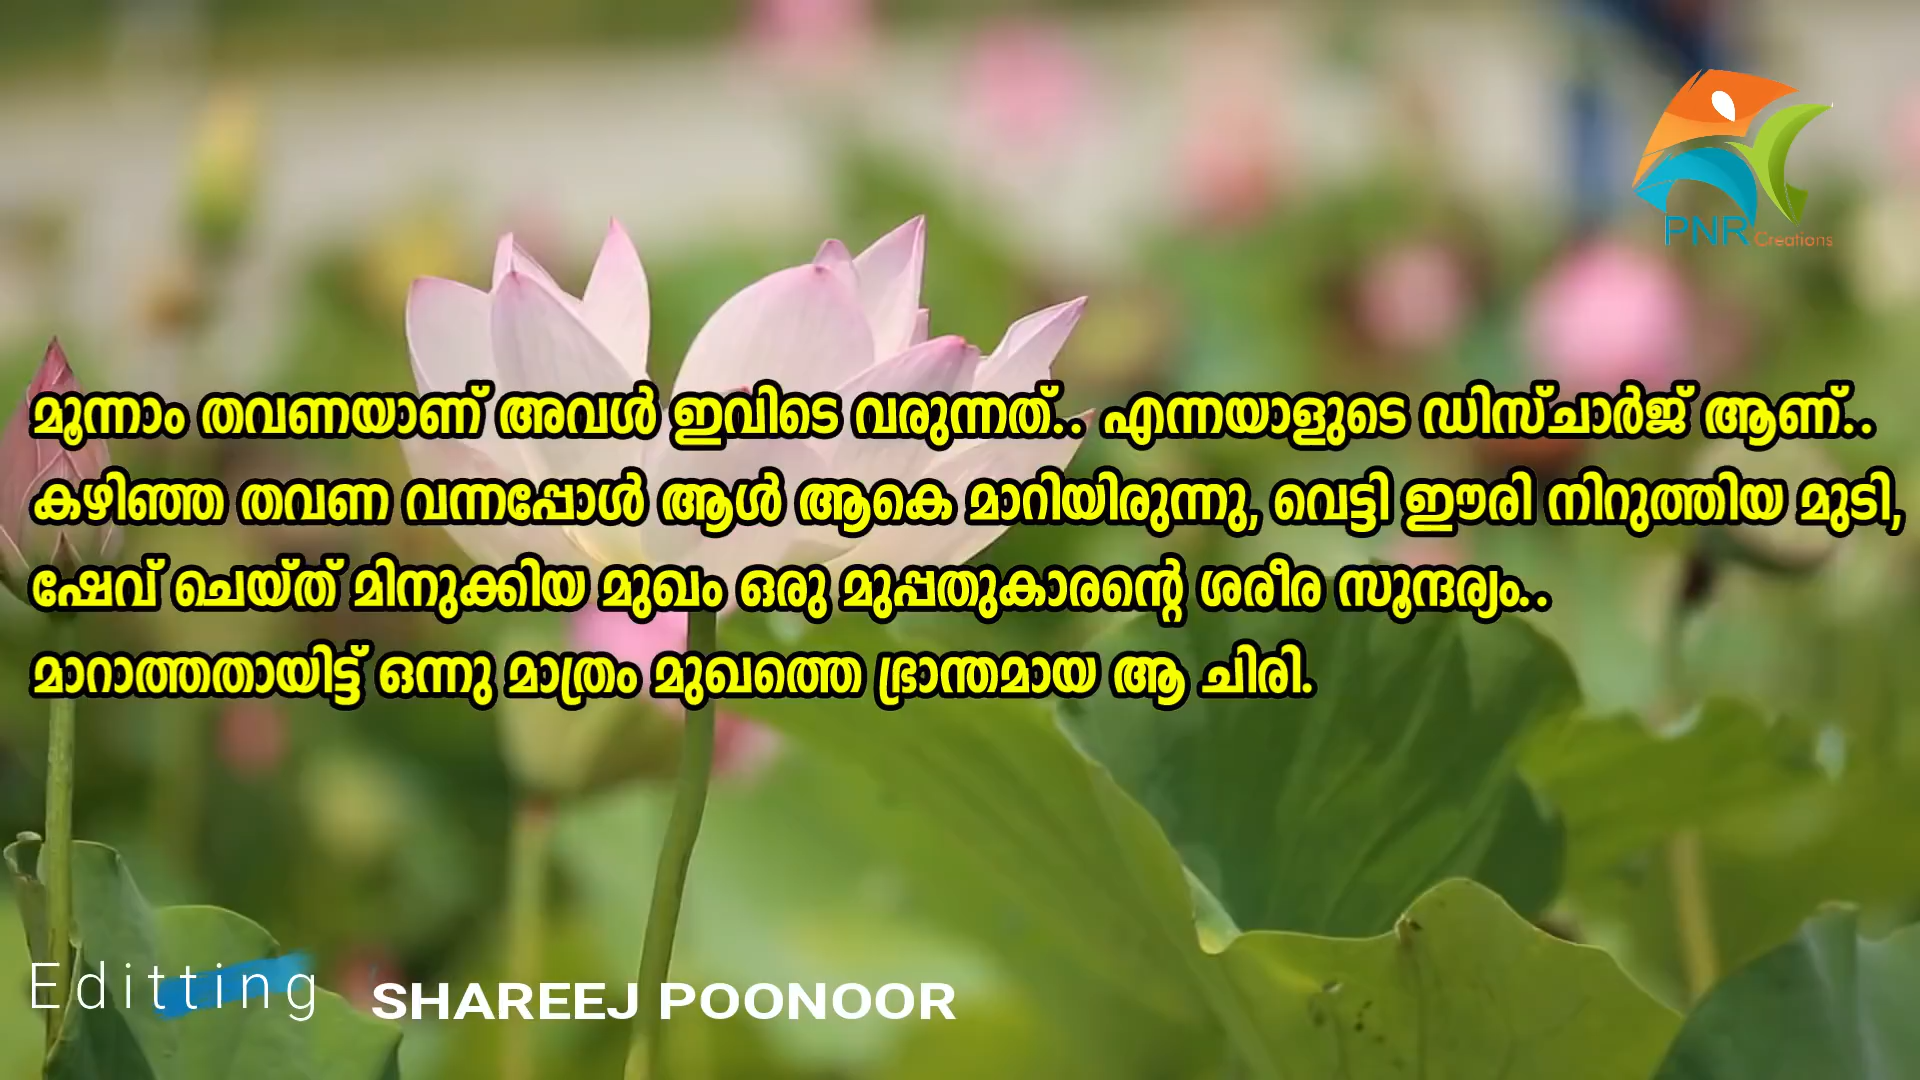 PNR Creations
മൂന്നാം തവണയാണ് അവൾ ഇവിടെ വരുന്നത്.. എന്നയാളുടെ ഡിസ്ചാർജ് ആണ്..
കഴിഞ്ഞ തവണ വന്നപ്പോൾ ആൾ ആകെ മാറിയിരുന്നു, വെട്ടി ഈരി നിറുത്തിയ മുടി,
ഷേവ് ചെയ്ത് മിനുക്കിയ മുഖം ഒരു മുപ്പതുകാരന്റെ ശരീര സൂന്ദര്യം..
മാറാത്തതായിട്ട് ഒന്നു മാത്രം മുഖത്തെ ഭ്രാന്തമായ ആ ചിരി.
Editting SHAREEJ POONOOR